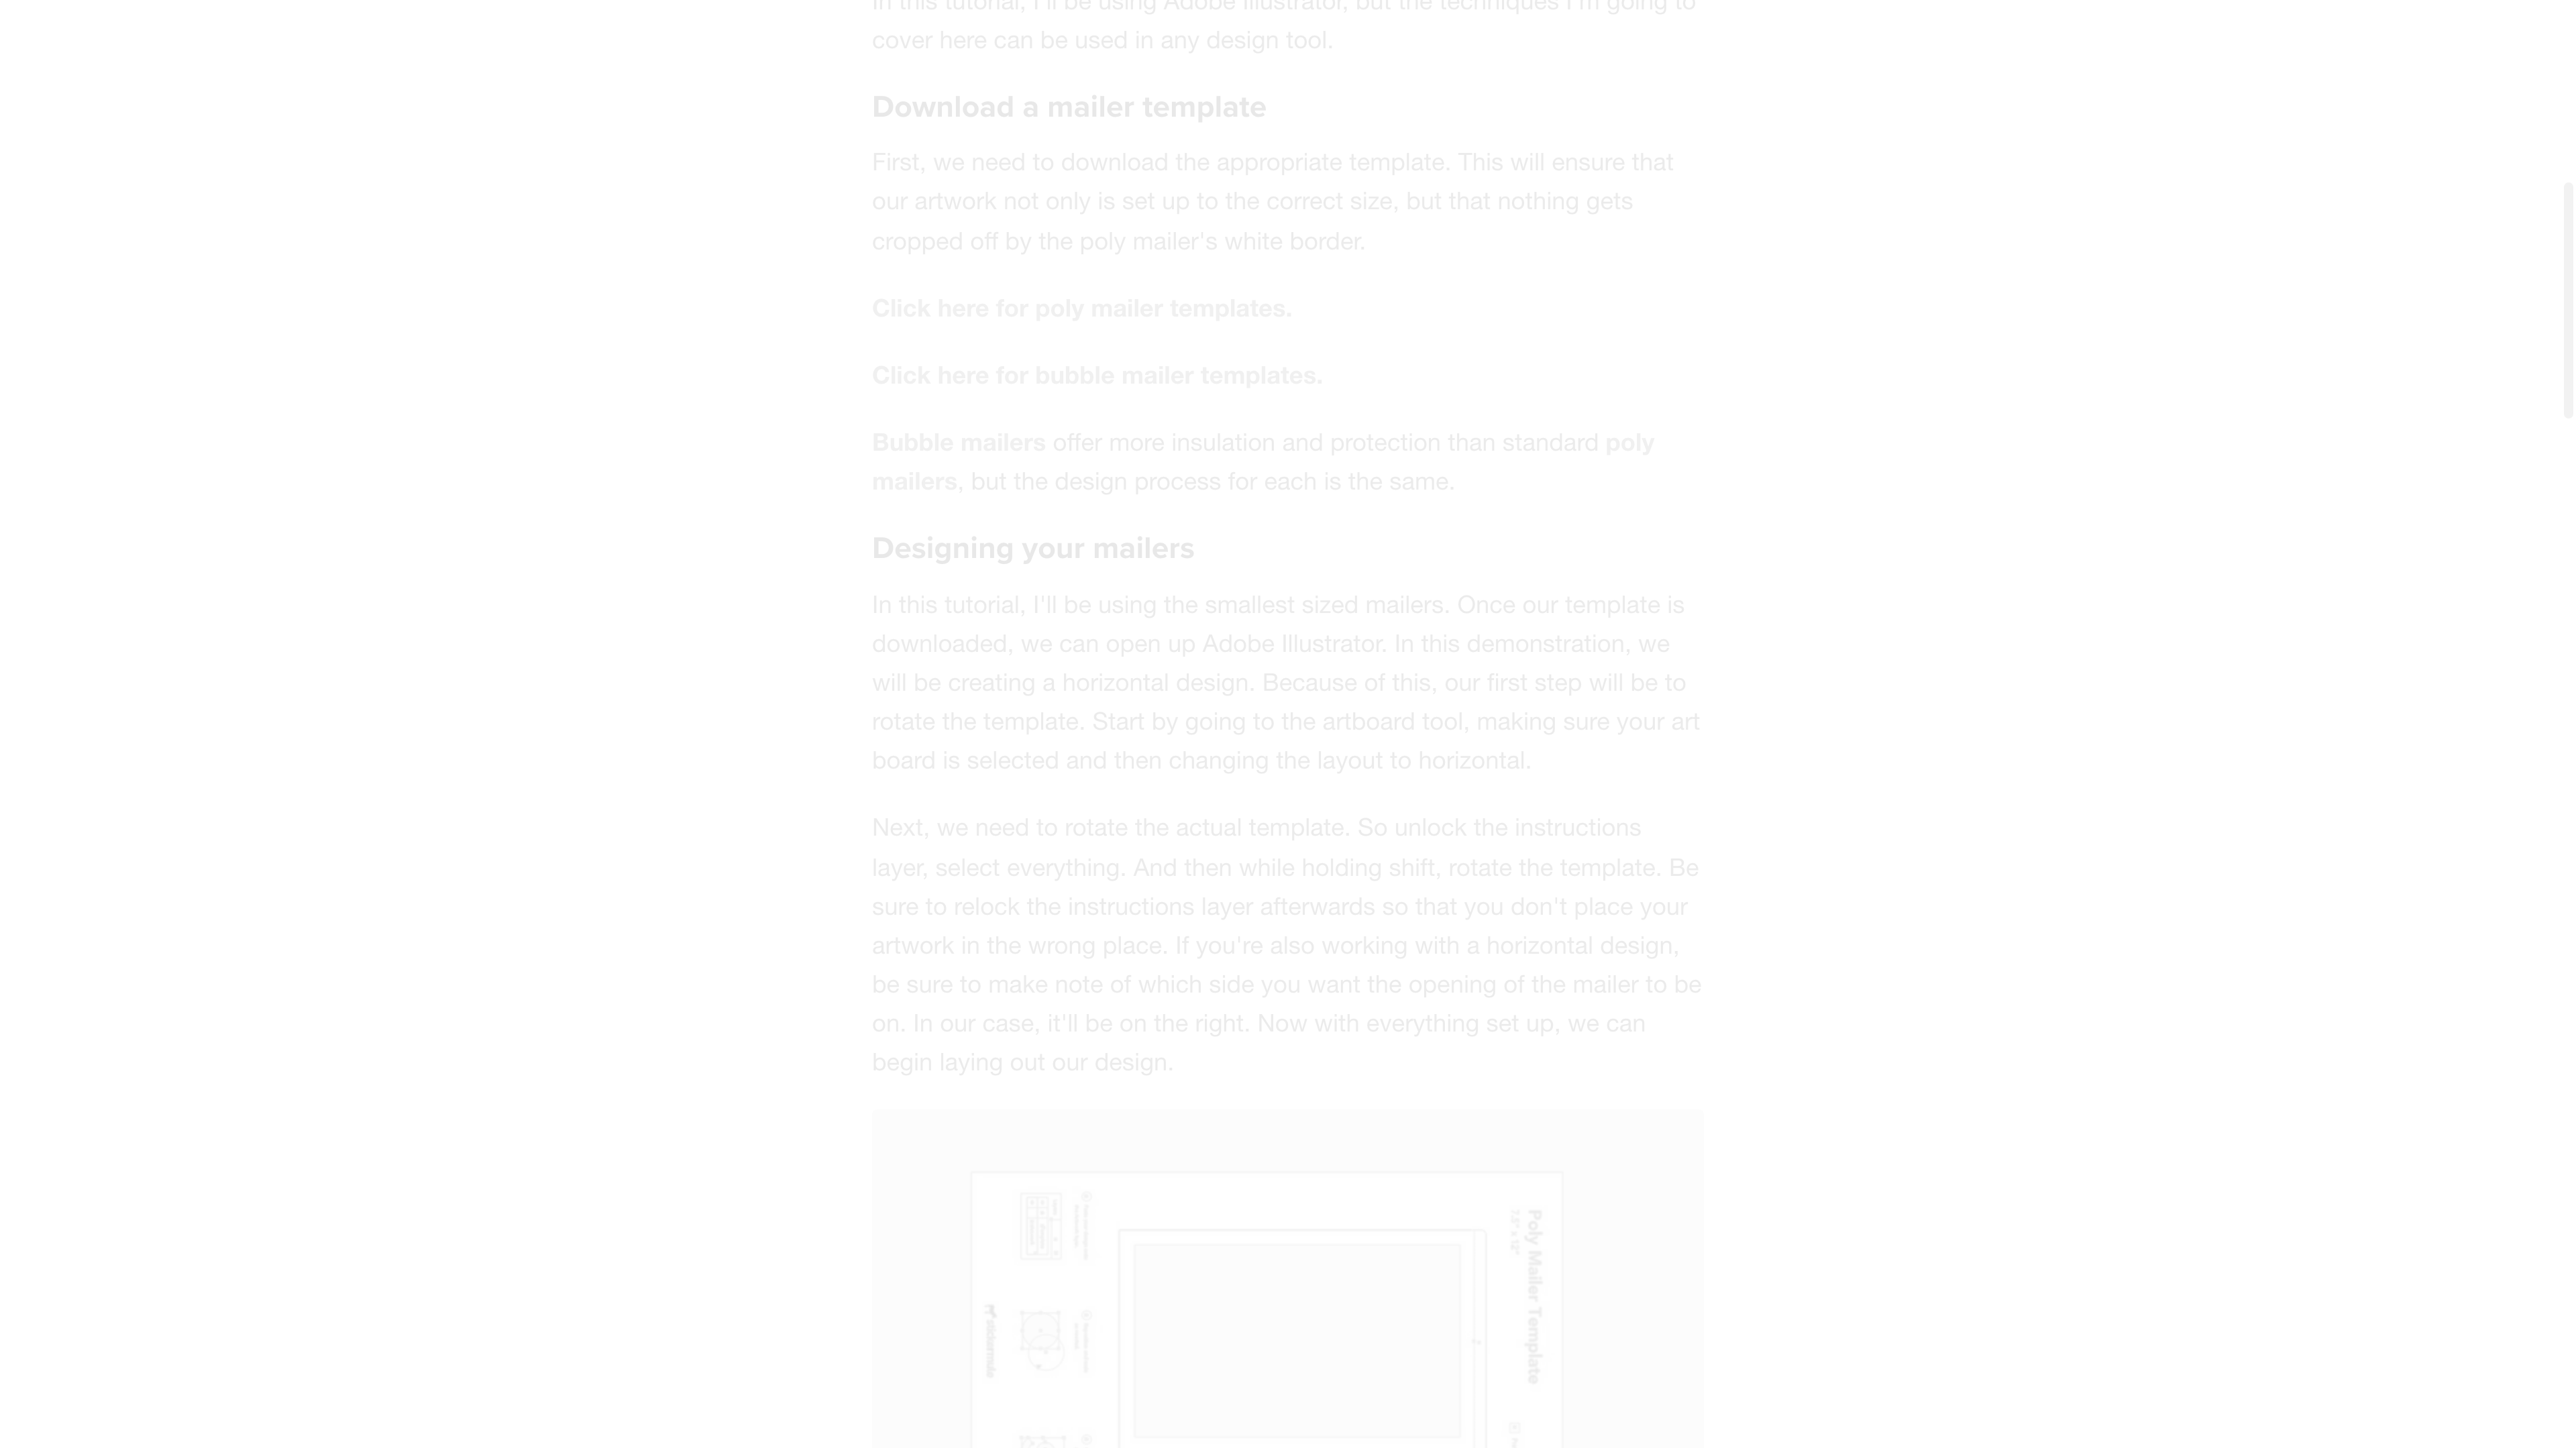 In this tutorial, I'll be using Adobe Illustrator, but the techniques I'm going to
cover here can be used in any design tool.
Download a mailer template
First, we need to download the appropriate template. This will ensure that
our artwork not only is set up to the correct size, but that nothing gets
cropped off by the poly mailer's white border.
Click here for poly mailer templates.
Click here for bubble mailer templates.
Bubble mailers offer more insulation and protection than standard poly
mailers, but the design process for each is the same.
Designing your mailers
In this tutorial, I'll be using the smallest sized mailers. Once our template is
downloaded, we can open up Adobe Illustrator. In this demonstration, we
will be creating a horizontal design. Because of this, our first step will be to
rotate the template. Start by going to the artboard tool, making sure your art
board is selected and then changing the layout to horizontal.
Next, we need to rotate the actual template. So unlock the instructions
layer, select everything. And then while holding shift, rotate the template. Be
sure to relock the instructions layer afterwards so that you don't place your
artwork in the wrong place. If you're also working with a horizontal design,
be sure to make note of which side you want the opening of the mailer to be
on. In our case, it'll be on the right. Now with everything set up, we can
begin laying out our design.
Poly Mailer Template
7.5" x 12"
stickermule